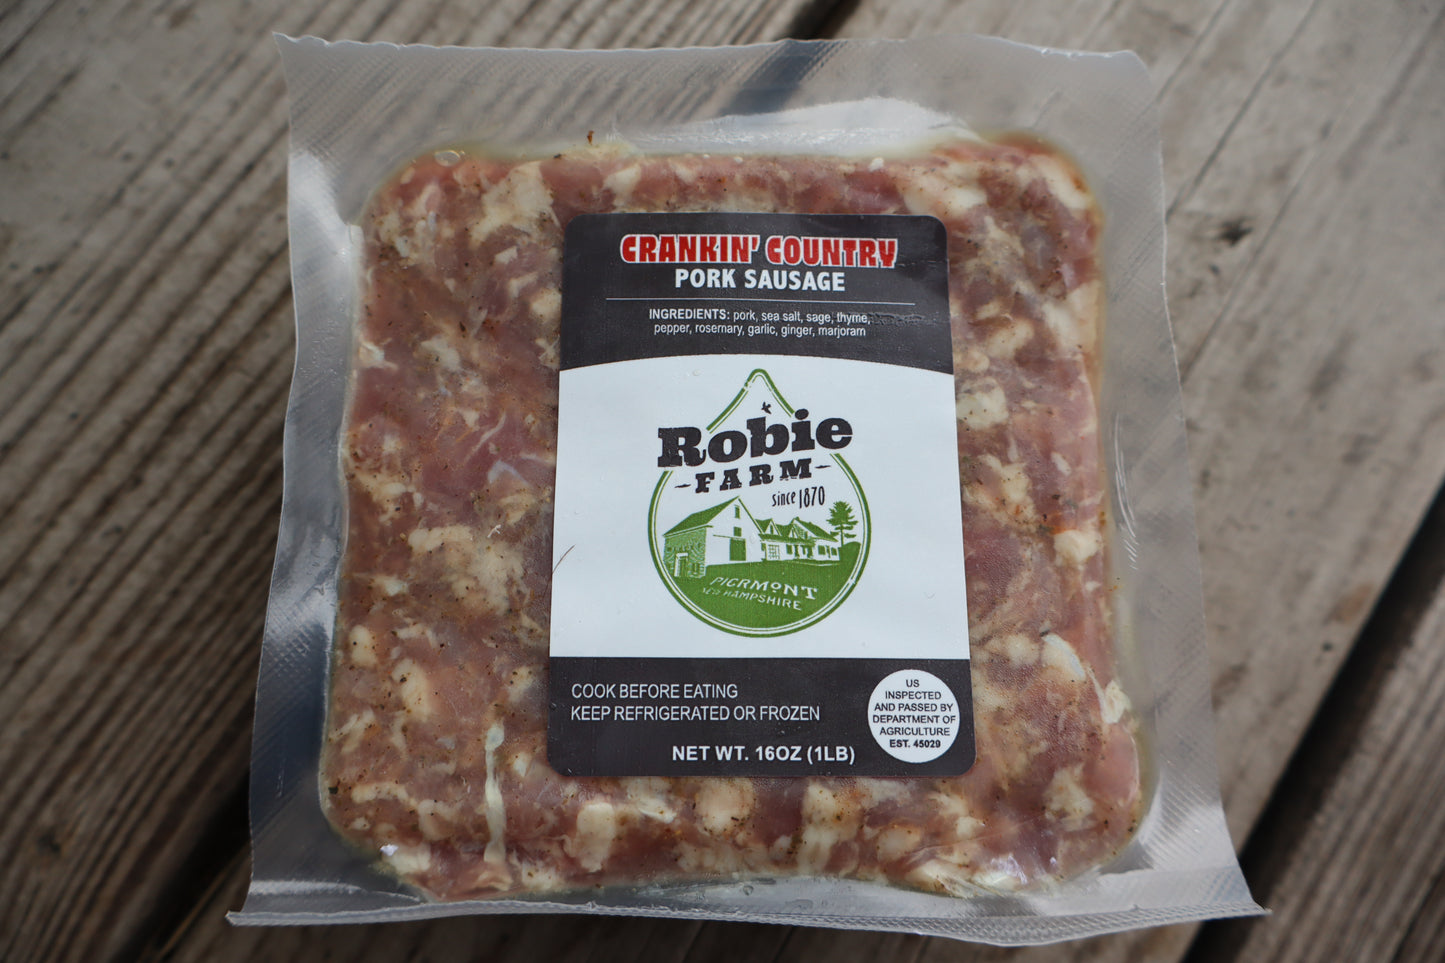 CRANKIN' COUNTRY
PORK SAUSAGE
INGREDIENTS: pork, sea salt, sage, thyme,
pepper, rosemary, garlic, ginger, marjoram
Robie
FARM
since 1870
PIERMONT
NEW HAMPSHIRE
COOK BEFORE EATING
KEEP REFRIGERATED OR FROZEN
NET WT. 16OZ (1LB)
US
INSPECTED
AND PASSED BY
DEPARTMENT OF
AGRICULTURE
EST. 45029